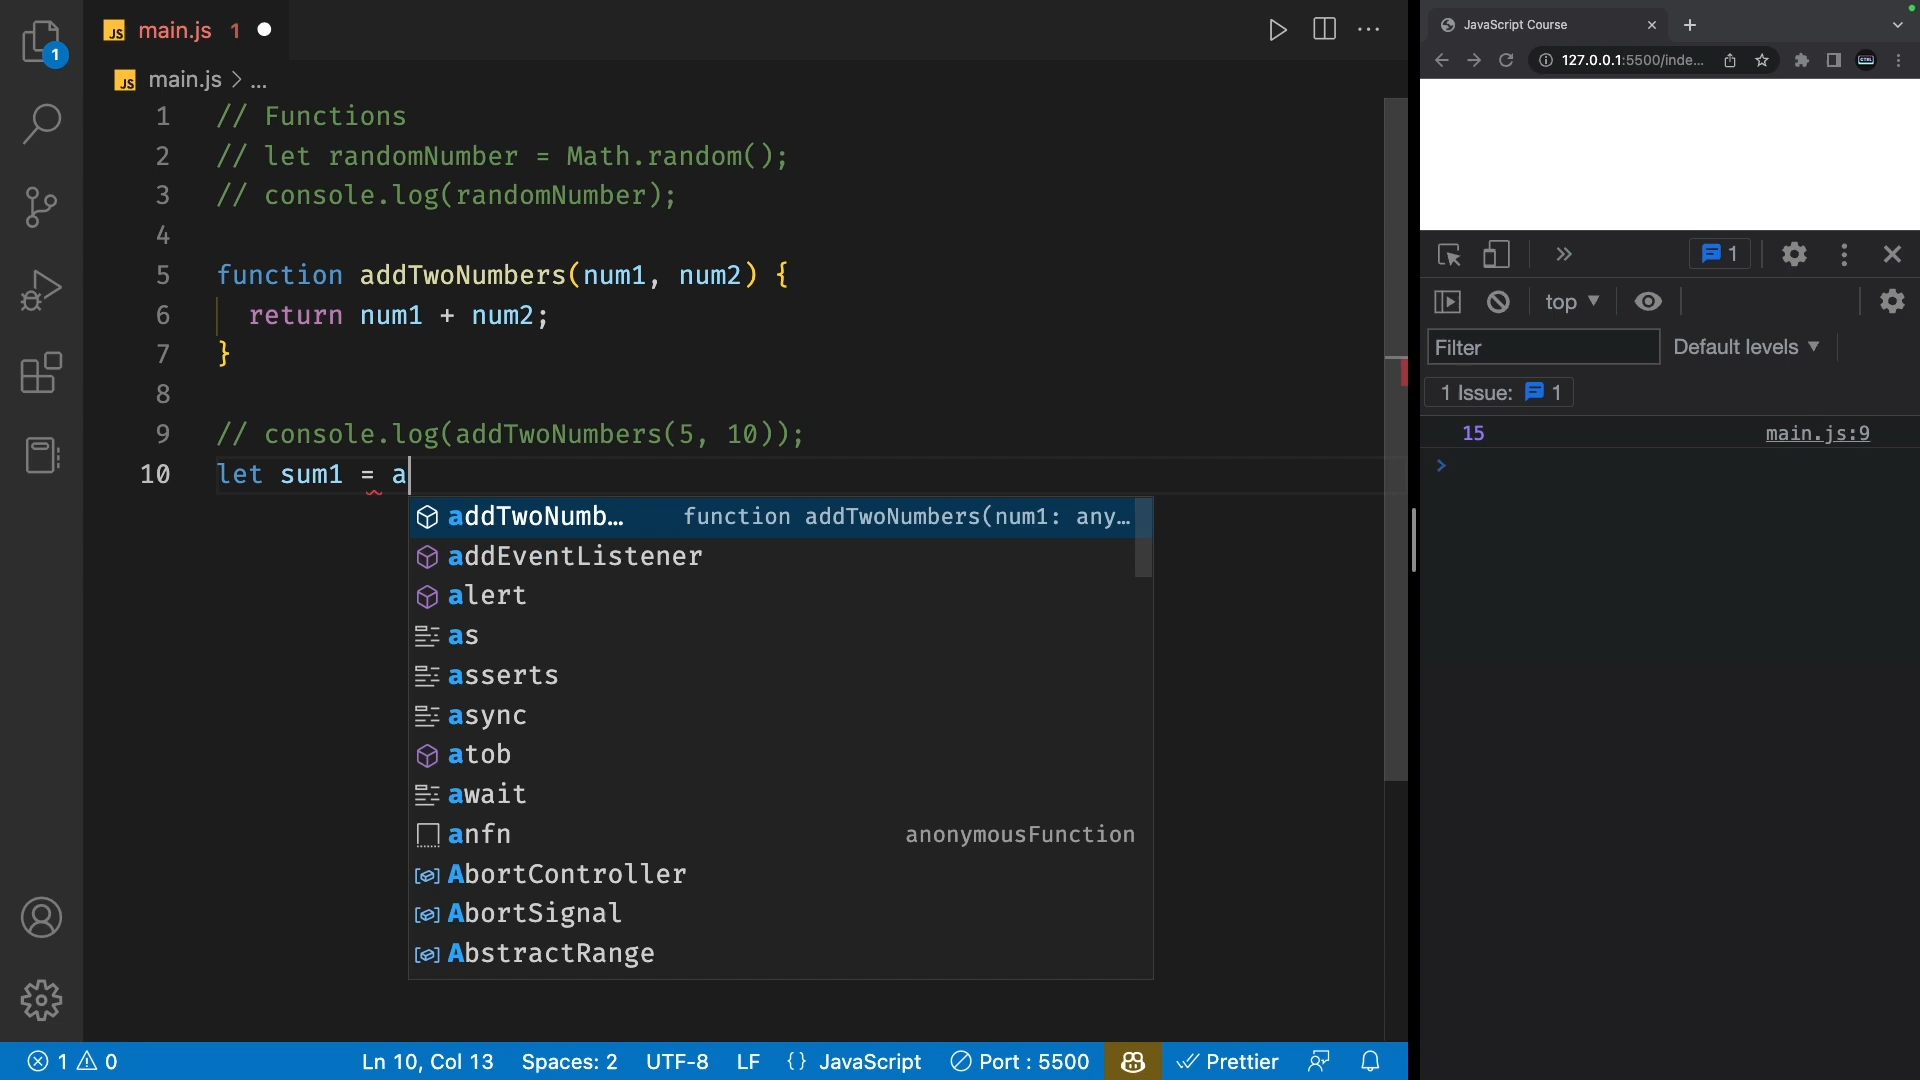 1
JS main.js 1
JS main.js > ...
1 // Functions
2 // let randomNumber = Math.random();
3 // console.log(randomNumber);
4
5 function addTwoNumbers(num1, num2) {
6 return num1 + num2;
7 }
8
9 // console.log(addTwoNumbers(5, 10));
10 let sum1 = a
addTwoNumb… function addTwoNumbers(num1: any…
addEventListener
alert
as
asserts
async
atob
await
anfn anonymousFunction
AbortController
AbortSignal
AbstractRange
1 0 Ln 10, Col 13 Spaces: 2 UTF-8 LF {} JavaScript Port : 5500 Prettier
JavaScript Course
127.0.0.1:5500/inde...
1
top
Filter Default levels
1 Issue: 1
15 main.js:9